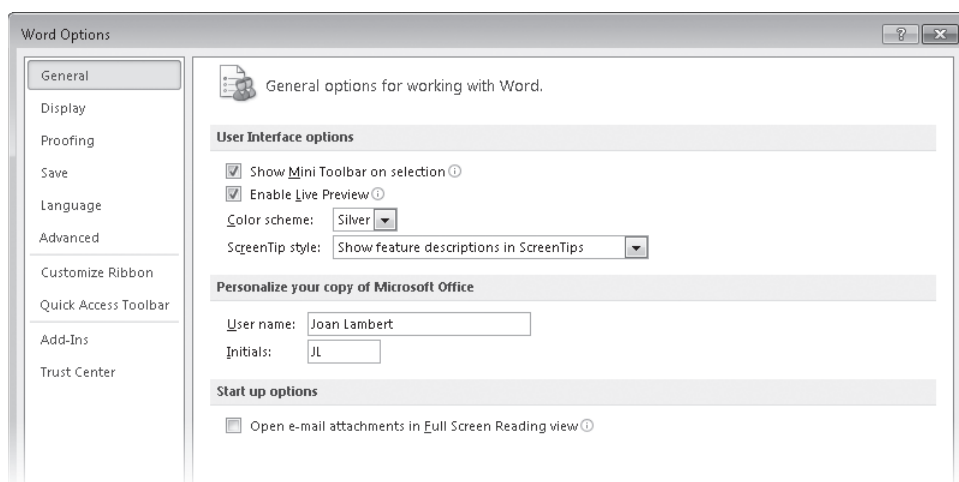 Word Options
General
Display
Proofing
Save
Language
Advanced
Customize Ribbon
Quick Access Toolbar
Add-Ins
Trust Center
General options for working with Word.
User Interface options
Show Mini Toolbar on selection
Enable Live Preview
Color scheme: Silver
ScreenTip style: Show feature descriptions in ScreenTips
Personalize your copy of Microsoft Office
User name: Joan Lambert
Initials: JL
Start up options
Open e-mail attachments in Full Screen Reading view